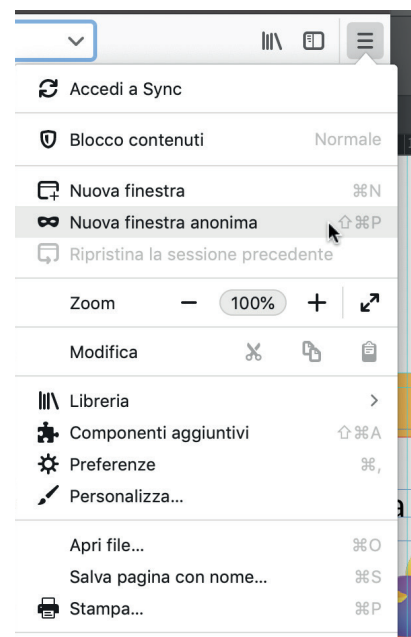 Accedi a Sync
Blocco contenuti Normale
Nuova finestra ⌘N
Nuova finestra anonima ⇧⌘P
Ripristina la sessione precedente
Zoom − 100% +
Modifica
Libreria >
Componenti aggiuntivi ⇧⌘A
Preferenze ⌘,
Personalizza...
Apri file... ⌘O
Salva pagina con nome... ⌘S
Stampa... ⌘P